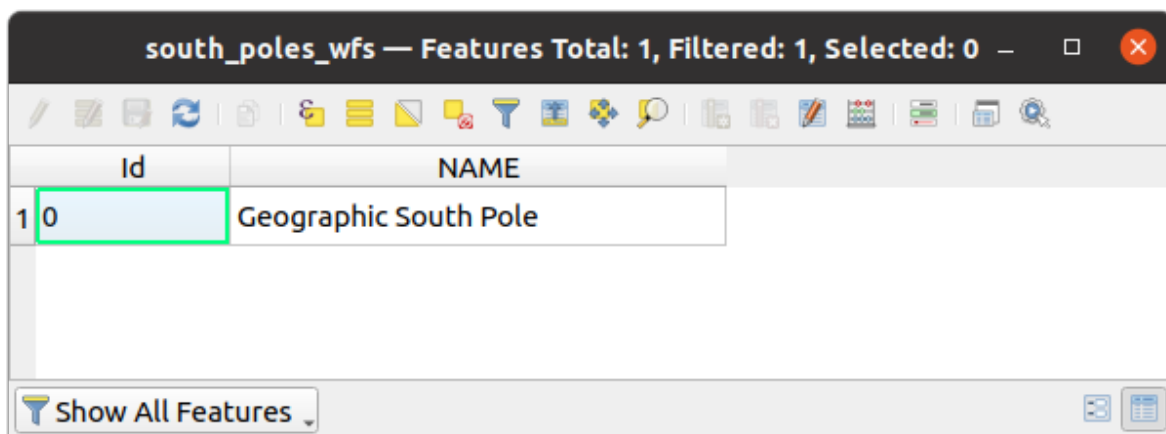 south_poles_wfs — Features Total: 1, Filtered: 1, Selected: 0
Id NAME
1 0 Geographic South Pole
Show All Features